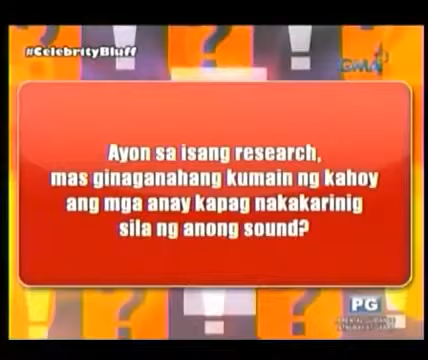 #CelebrityBluff
GMA
Ayon sa isang research,
mas ginaganahang kumain ng kahoy
ang mga anay kapag nakakarinig
sila ng anong sound?
PG